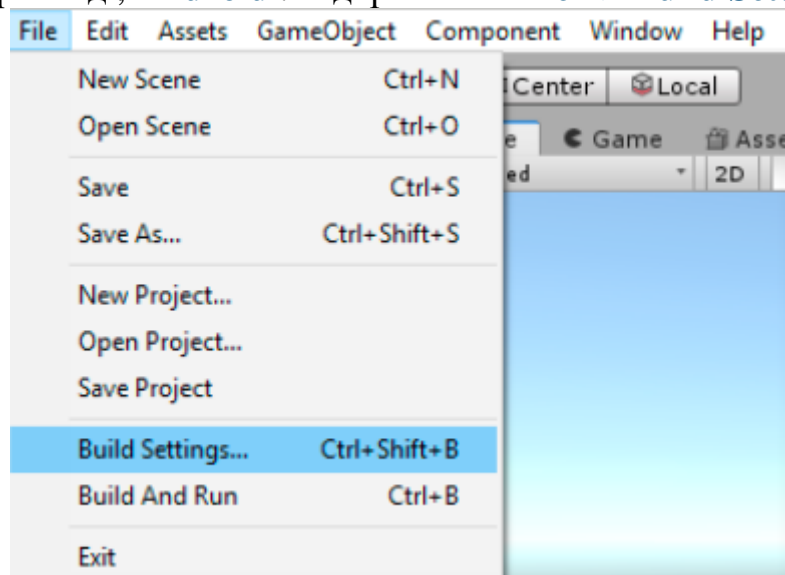 File Edit Assets GameObject Component Window Help
New Scene Ctrl+N
Center Local
Open Scene Ctrl+O
e Game Asse
ed 2D
Save Ctrl+S
Save As... Ctrl+Shift+S
New Project...
Open Project...
Save Project
Build Settings... Ctrl+Shift+B
Build And Run Ctrl+B
Exit